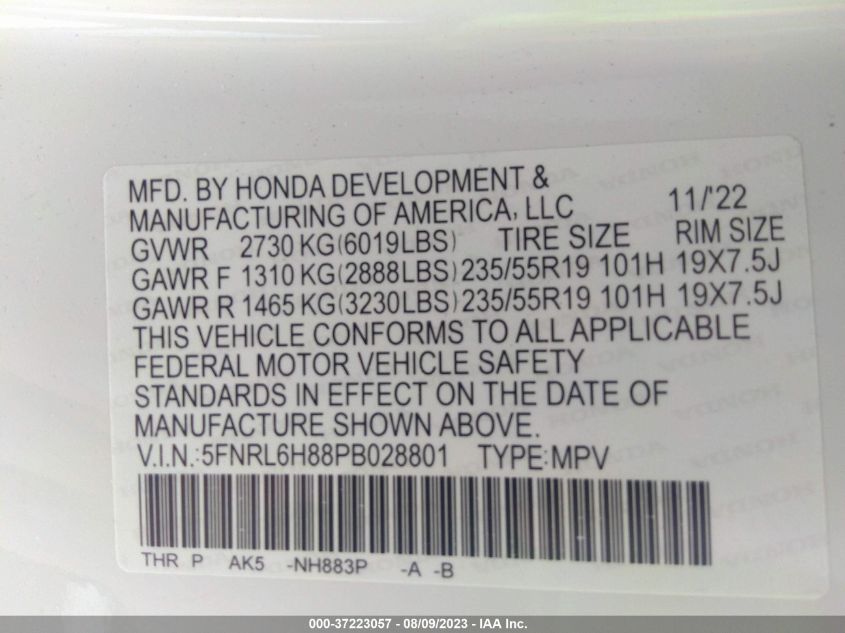 MFD. BY HONDA DEVELOPMENT &
MANUFACTURING OF AMERICA, LLC 11/'22
GVWR 2730 KG(6019LBS) TIRE SIZE RIM SIZE
GAWR F 1310 KG(2888LBS) 235/55R19 101H 19X7.5J
GAWR R 1465 KG(3230LBS) 235/55R19 101H 19X7.5J
THIS VEHICLE CONFORMS TO ALL APPLICABLE
FEDERAL MOTOR VEHICLE SAFETY
STANDARDS IN EFFECT ON THE DATE OF
MANUFACTURE SHOWN ABOVE.
V.I.N.:5FNRL6H88PB028801 TYPE:MPV
THR P AK5 -NH883P -A -B
000-37223057 - 08/09/2023 - IAA Inc.